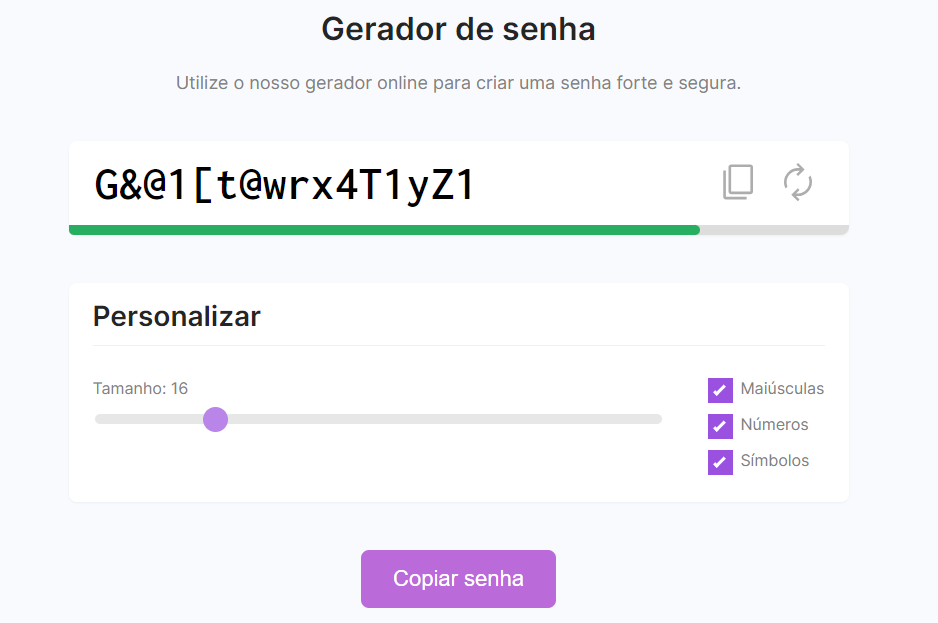 Gerador de senha
Utilize o nosso gerador online para criar uma senha forte e segura.
G&@1[t@wrx4T1yZ1
Personalizar
Tamanho: 16
Maiúsculas
Números
Símbolos
Copiar senha